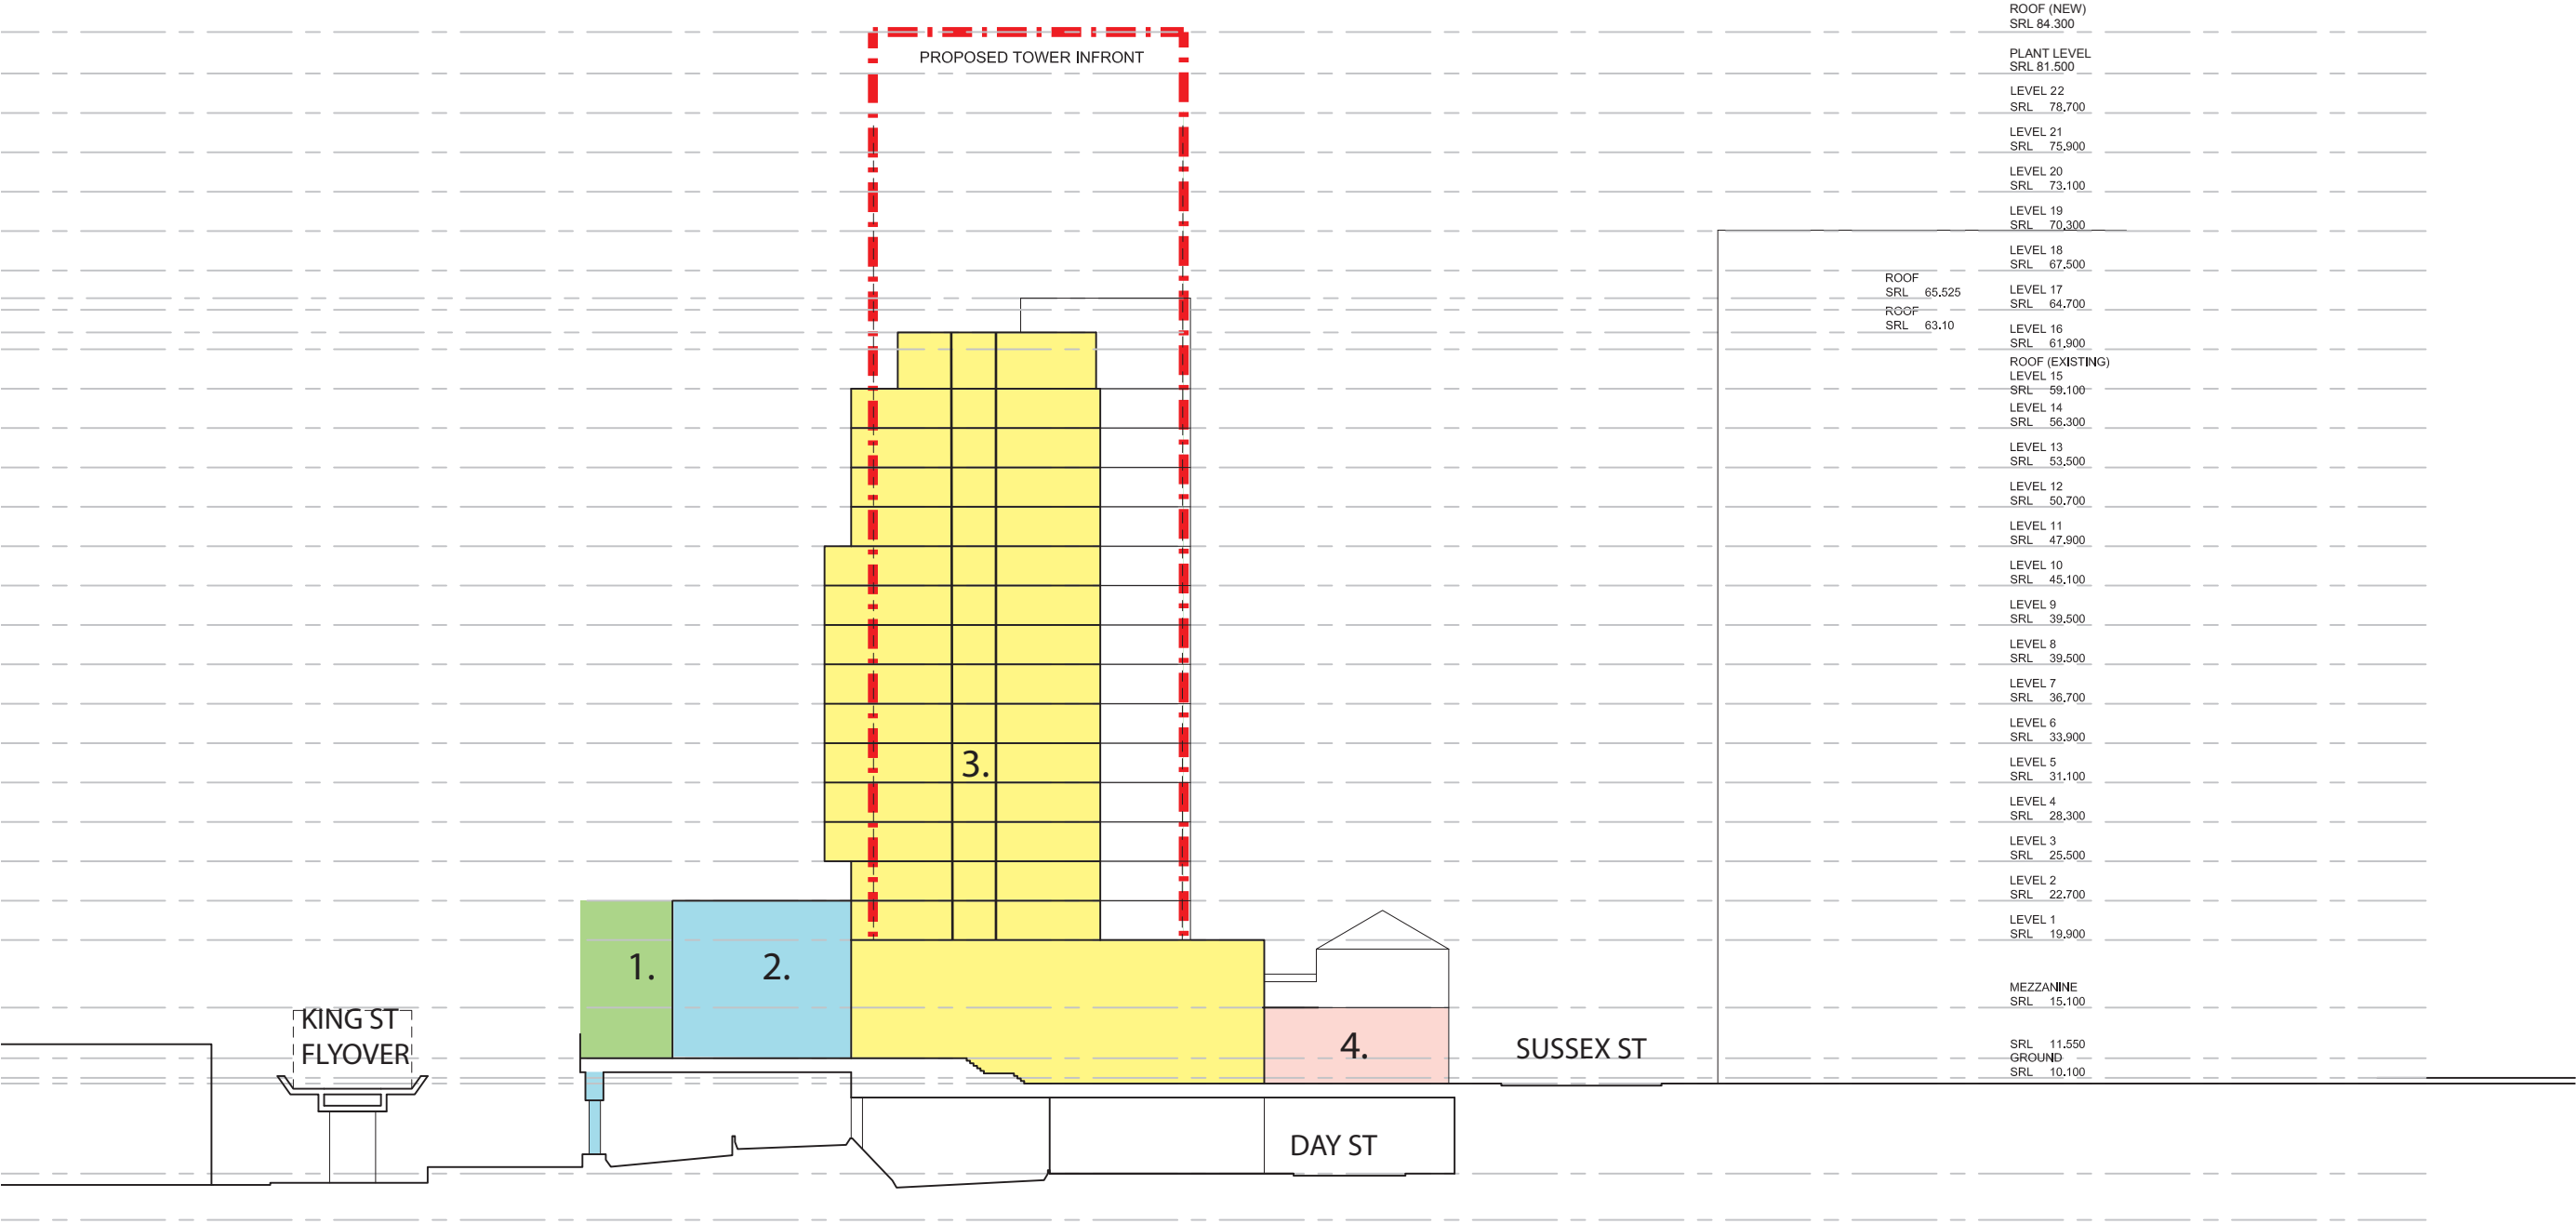 ROOF (NEW)
SRL 84.300
PROPOSED TOWER INFRONT
PLANT LEVEL
SRL 81.500
LEVEL 22
SRL 78.700
LEVEL 21
SRL 75.900
LEVEL 20
SRL 73.100
LEVEL 19
SRL 70.300
LEVEL 18
SRL 67.500
ROOF
SRL 65.525
LEVEL 17
SRL 64.700
ROOF
SRL 63.10
LEVEL 16
SRL 61.900
ROOF (EXISTING)
LEVEL 15
SRL 59.100
LEVEL 14
SRL 56.300
LEVEL 13
SRL 53.500
LEVEL 12
SRL 50.700
LEVEL 11
SRL 47.900
LEVEL 10
SRL 45.100
LEVEL 9
SRL 39.500
LEVEL 8
SRL 39.500
LEVEL 7
SRL 36.700
LEVEL 6
SRL 33.900
3.
LEVEL 5
SRL 31.100
LEVEL 4
SRL 28.300
LEVEL 3
SRL 25.500
LEVEL 2
SRL 22.700
LEVEL 1
SRL 19.900
1.
2.
MEZZANINE
SRL 15.100
KING ST
FLYOVER
4.
SUSSEX ST
SRL 11.550
GROUND
SRL 10.100
DAY ST